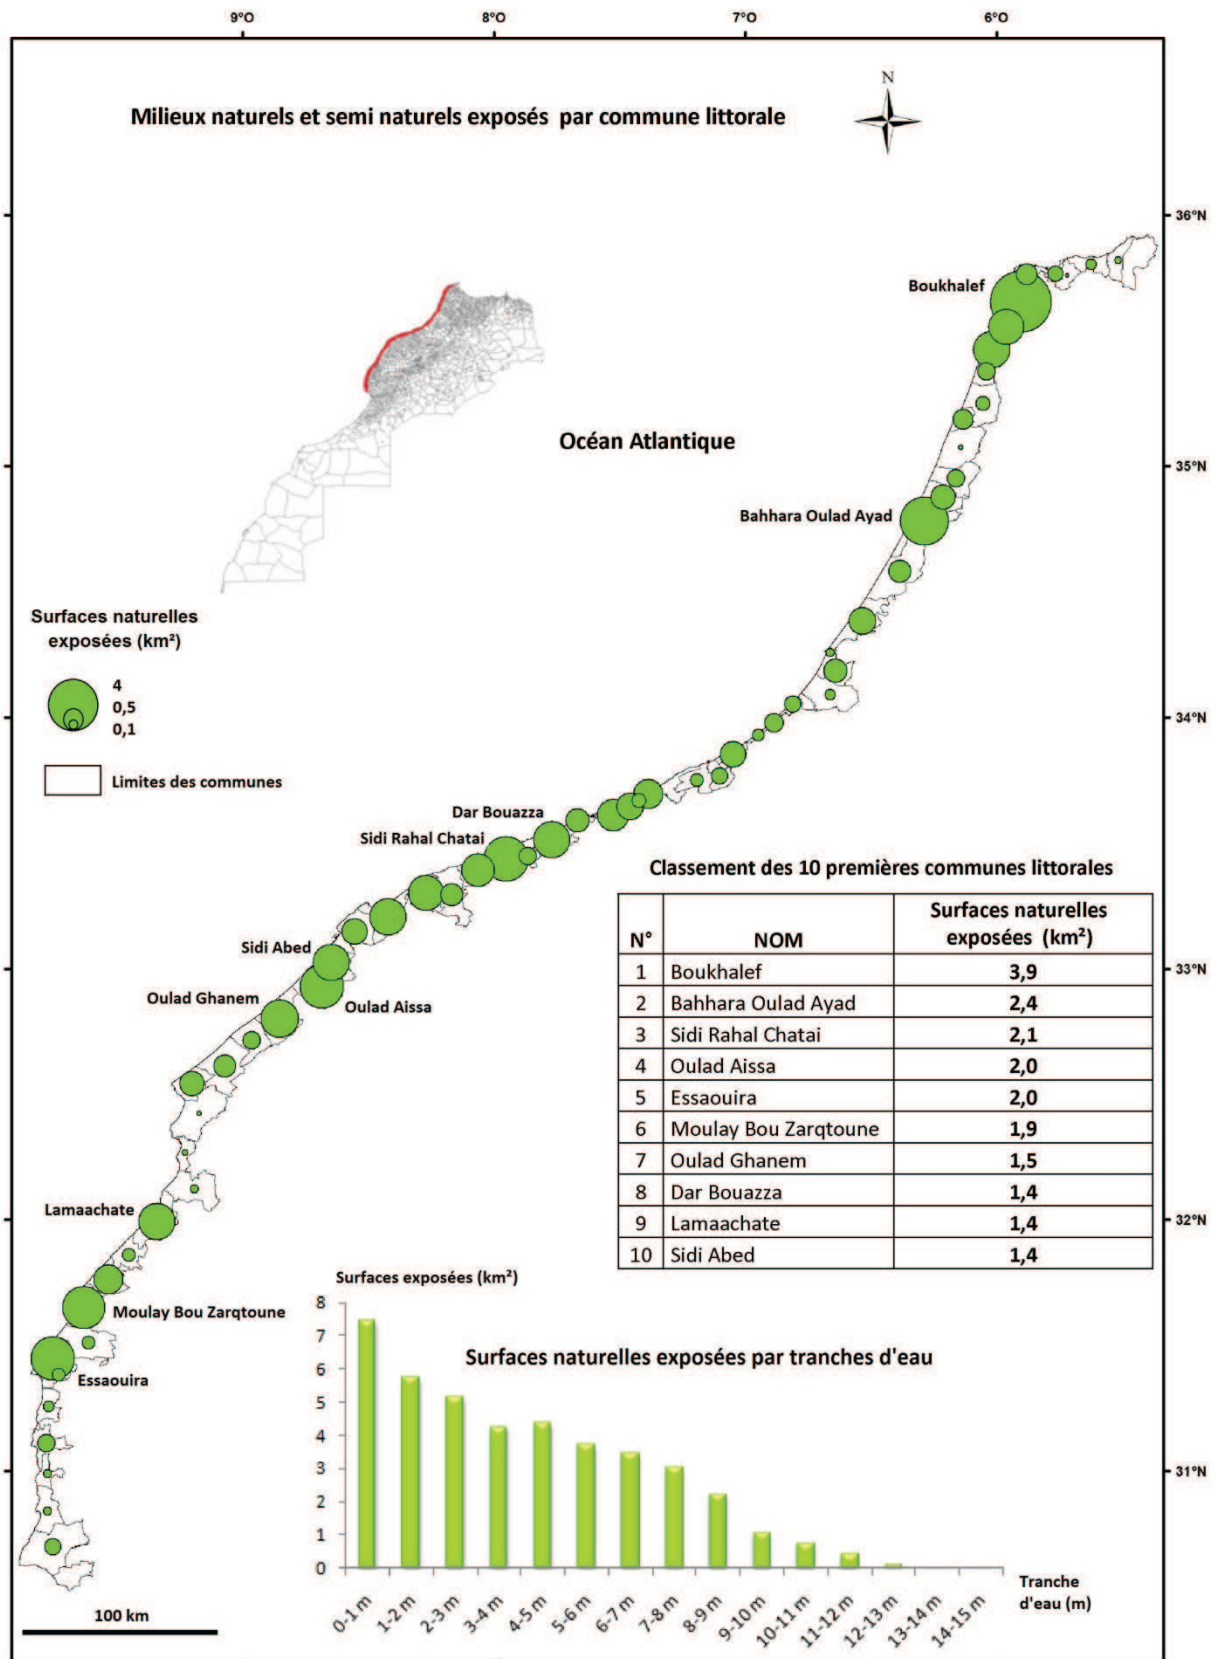 9°O 8°O 7°O 6°O
Milieux naturels et semi naturels exposés par commune littorale
N
36°N
Boukhalef
Océan Atlantique
35°N
Bahhara Oulad Ayad
Surfaces naturelles
exposées (km²)
4
0,5
0,1
34°N
Limites des communes
Dar Bouazza
Sidi Rahal Chatai
Sidi Abed
Oulad Ghanem
Oulad Aissa
33°N
Classement des 10 premières communes littorales
N° NOM Surfaces naturelles
exposées (km²)
1 Boukhalef 3,9
2 Bahhara Oulad Ayad 2,4
3 Sidi Rahal Chatai 2,1
4 Oulad Aissa 2,0
5 Essaouira 2,0
6 Moulay Bou Zarqtoune 1,9
7 Oulad Ghanem 1,5
8 Dar Bouazza 1,4
9 Lamaachate 1,4
10 Sidi Abed 1,4
Lamaachate
32°N
Moulay Bou Zarqtoune
Essaouira
31°N
Surfaces exposées (km²)
Surfaces naturelles exposées par tranches d'eau
8
7
6
5
4
3
2
1
0
0-1 m 1-2 m 2-3 m 3-4 m 4-5 m 5-6 m 6-7 m 7-8 m 8-9 m 9-10 m 10-11 m 11-12 m 12-13 m 13-14 m 14-15 m
Tranche
d'eau (m)
100 km